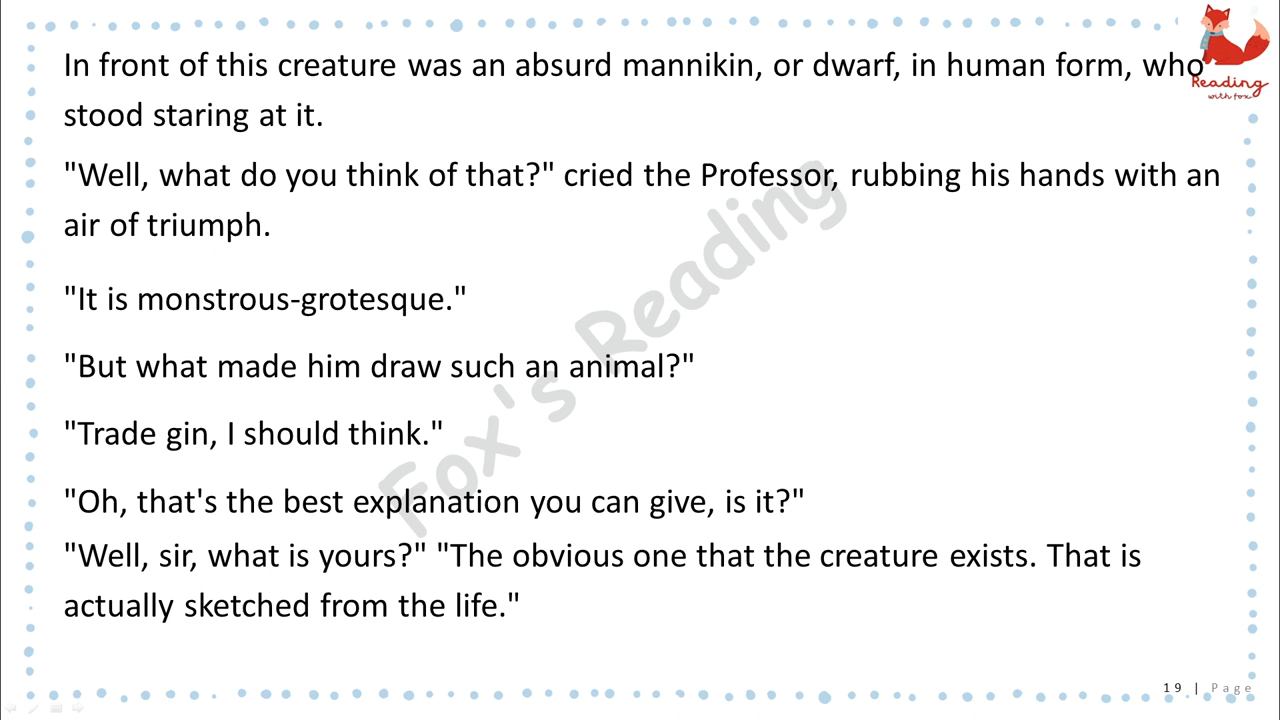 In front of this creature was an absurd mannikin, or dwarf, in human form, who
stood staring at it.
"Well, what do you think of that?" cried the Professor, rubbing his hands with an
air of triumph.
"It is monstrous-grotesque."
"But what made him draw such an animal?"
"Trade gin, I should think."
"Oh, that's the best explanation you can give, is it?"
"Well, sir, what is yours?" "The obvious one that the creature exists. That is
actually sketched from the life."
Reading
with fox
Fox's Reading
19 | Page